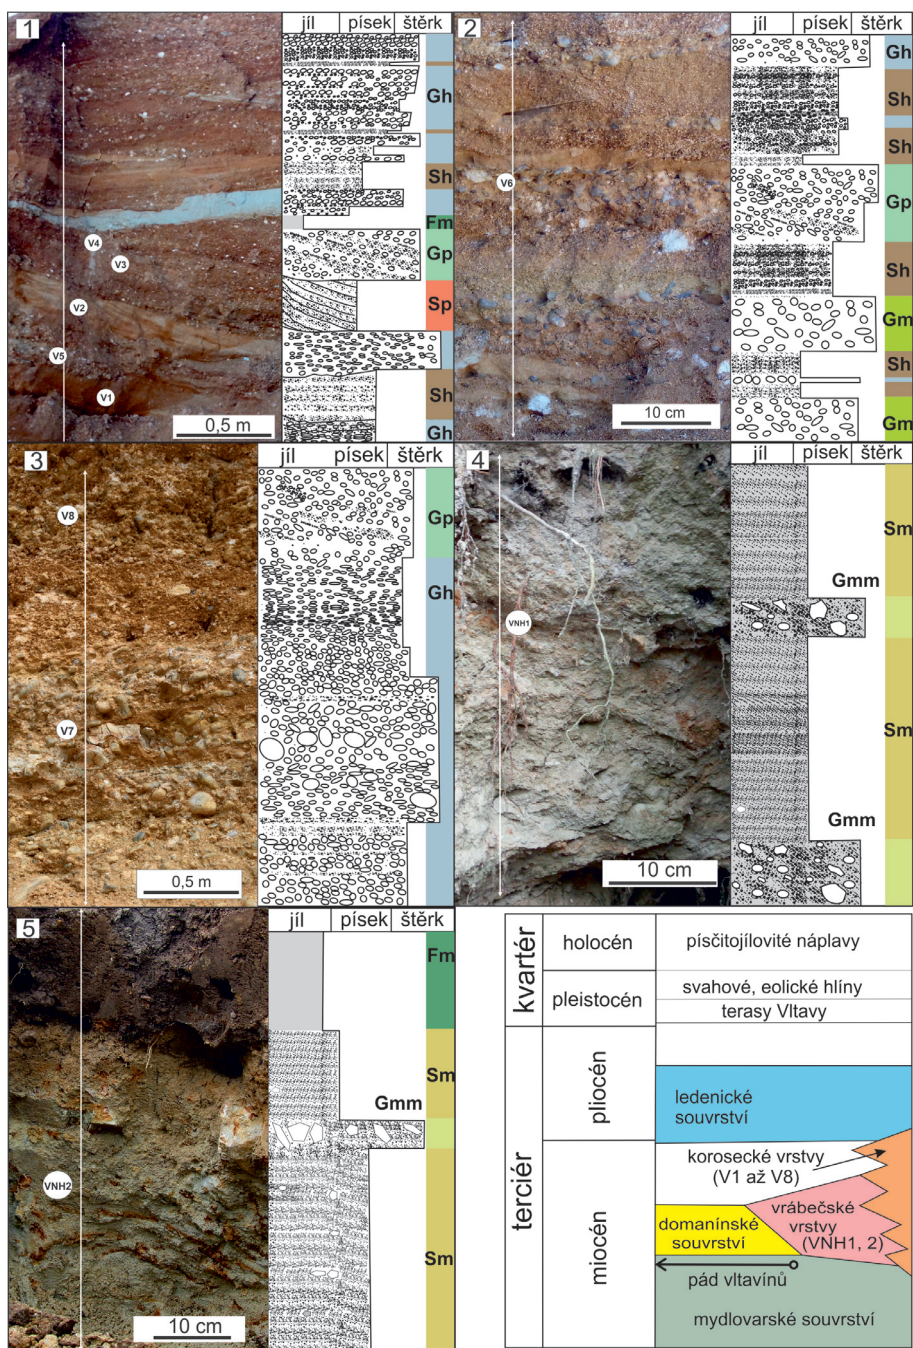 1
jíl písek štěrk
Gh
Sh
Fm
Gp
Sp
Sh
Gh
V4
V3
V2
V5
V1
0,5 m
2
jíl písek štěrk
Gh
Sh
Sh
Gp
Sh
Gm
Sh
Gm
V6
10 cm
3
jíl písek štěrk
Gp
Gh
V8
V7
0,5 m
4
jíl písek štěrk
Sm
Gmm
Sm
Gmm
VNH1
10 cm
5
jíl písek štěrk
Fm
Sm
Gmm
Sm
VNH2
10 cm
kvartér
holocén
písčitojílovité náplavy
pleistocén
svahové, eolické hlíny
terasy Vltavy
terciér
pliocén
ledenické
souvrství
miocén
korosecké vrstvy
(V1 až V8)
vrábečské
vrstvy
(VNH1, 2)
domanínské
souvrství
pád vltavínů
mydlovarské souvrství